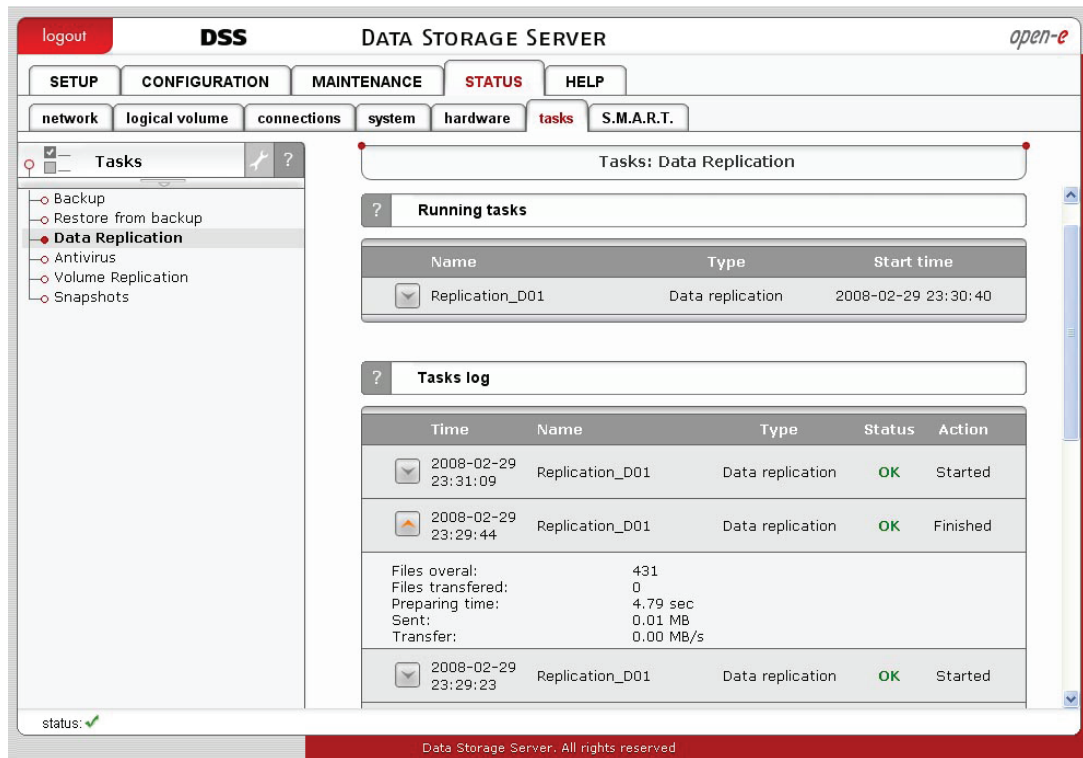 logout
DSS
DATA STORAGE SERVER
open-e
SETUP
CONFIGURATION
MAINTENANCE
STATUS
HELP
network
logical volume
connections
system
hardware
tasks
S.M.A.R.T.
Tasks
?
Backup
Restore from backup
Data Replication
Antivirus
Volume Replication
Snapshots
Tasks: Data Replication
? Running tasks
Name Type Start time
Replication_D01 Data replication 2008-02-29 23:30:40
? Tasks log
Time Name Type Status Action
2008-02-29
23:31:09 Replication_D01 Data replication OK Started
2008-02-29
23:29:44 Replication_D01 Data replication OK Finished
Files overal: 431
Files transfered: 0
Preparing time: 4.79 sec
Sent: 0.01 MB
Transfer: 0.00 MB/s
2008-02-29
23:29:23 Replication_D01 Data replication OK Started
status:
Data Storage Server. All rights reserved